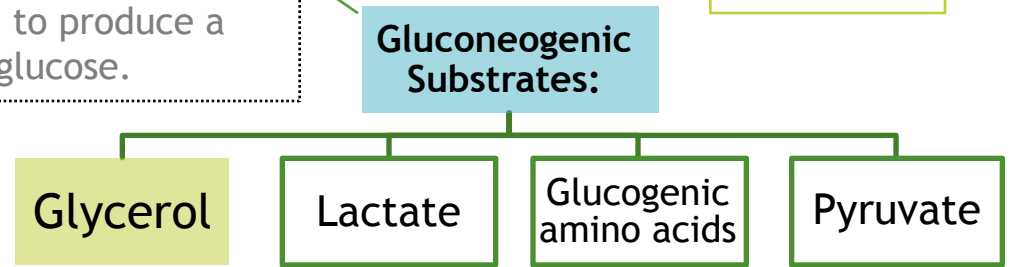 to produce a
glucose.
Gluconeogenic
Substrates:
Glycerol
Lactate
Glucogenic
amino acids
Pyruvate